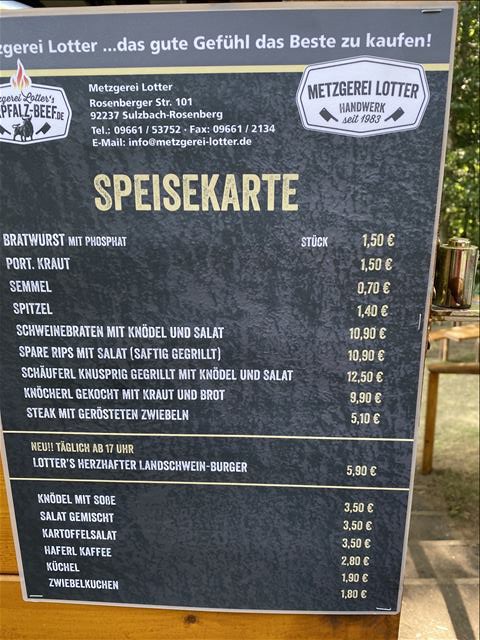 zgerei Lotter ...das gute Gefühl das Beste zu kaufen!
zgerei Lotter's
PFALZ-BEEF.DE
Metzgerei Lotter
Rosenberger Str. 101
92237 Sulzbach-Rosenberg
Tel.: 09661 / 53752 · Fax: 09661 / 2134
E-Mail: info@metzgerei-lotter.de
METZGEREI LOTTER
HANDWERK
seit 1983
SPEISEKARTE
BRATWURST MIT PHOSPHAT STÜCK 1,50 €
PORT. KRAUT 1,50 €
SEMMEL 0,70 €
SPITZEL 1,40 €
SCHWEINEBRATEN MIT KNÖDEL UND SALAT 10,90 €
SPARE RIPS MIT SALAT (SAFTIG GEGRILLT) 10,90 €
SCHÄUFERL KNUSPRIG GEGRILLT MIT KNÖDEL UND SALAT 12,50 €
KNÖCHERL GEKOCHT MIT KRAUT UND BROT 9,90 €
STEAK MIT GERÖSTETEN ZWIEBELN 5,10 €
NEU!! TÄGLICH AB 17 UHR
LOTTER'S HERZHAFTER LANDSCHWEIN-BURGER 5,90 €
KNÖDEL MIT SOßE 3,50 €
SALAT GEMISCHT 3,50 €
KARTOFFELSALAT 3,50 €
HAFERL KAFFEE 2,80 €
KÜCHEL 1,90 €
ZWIEBELKUCHEN 1,80 €